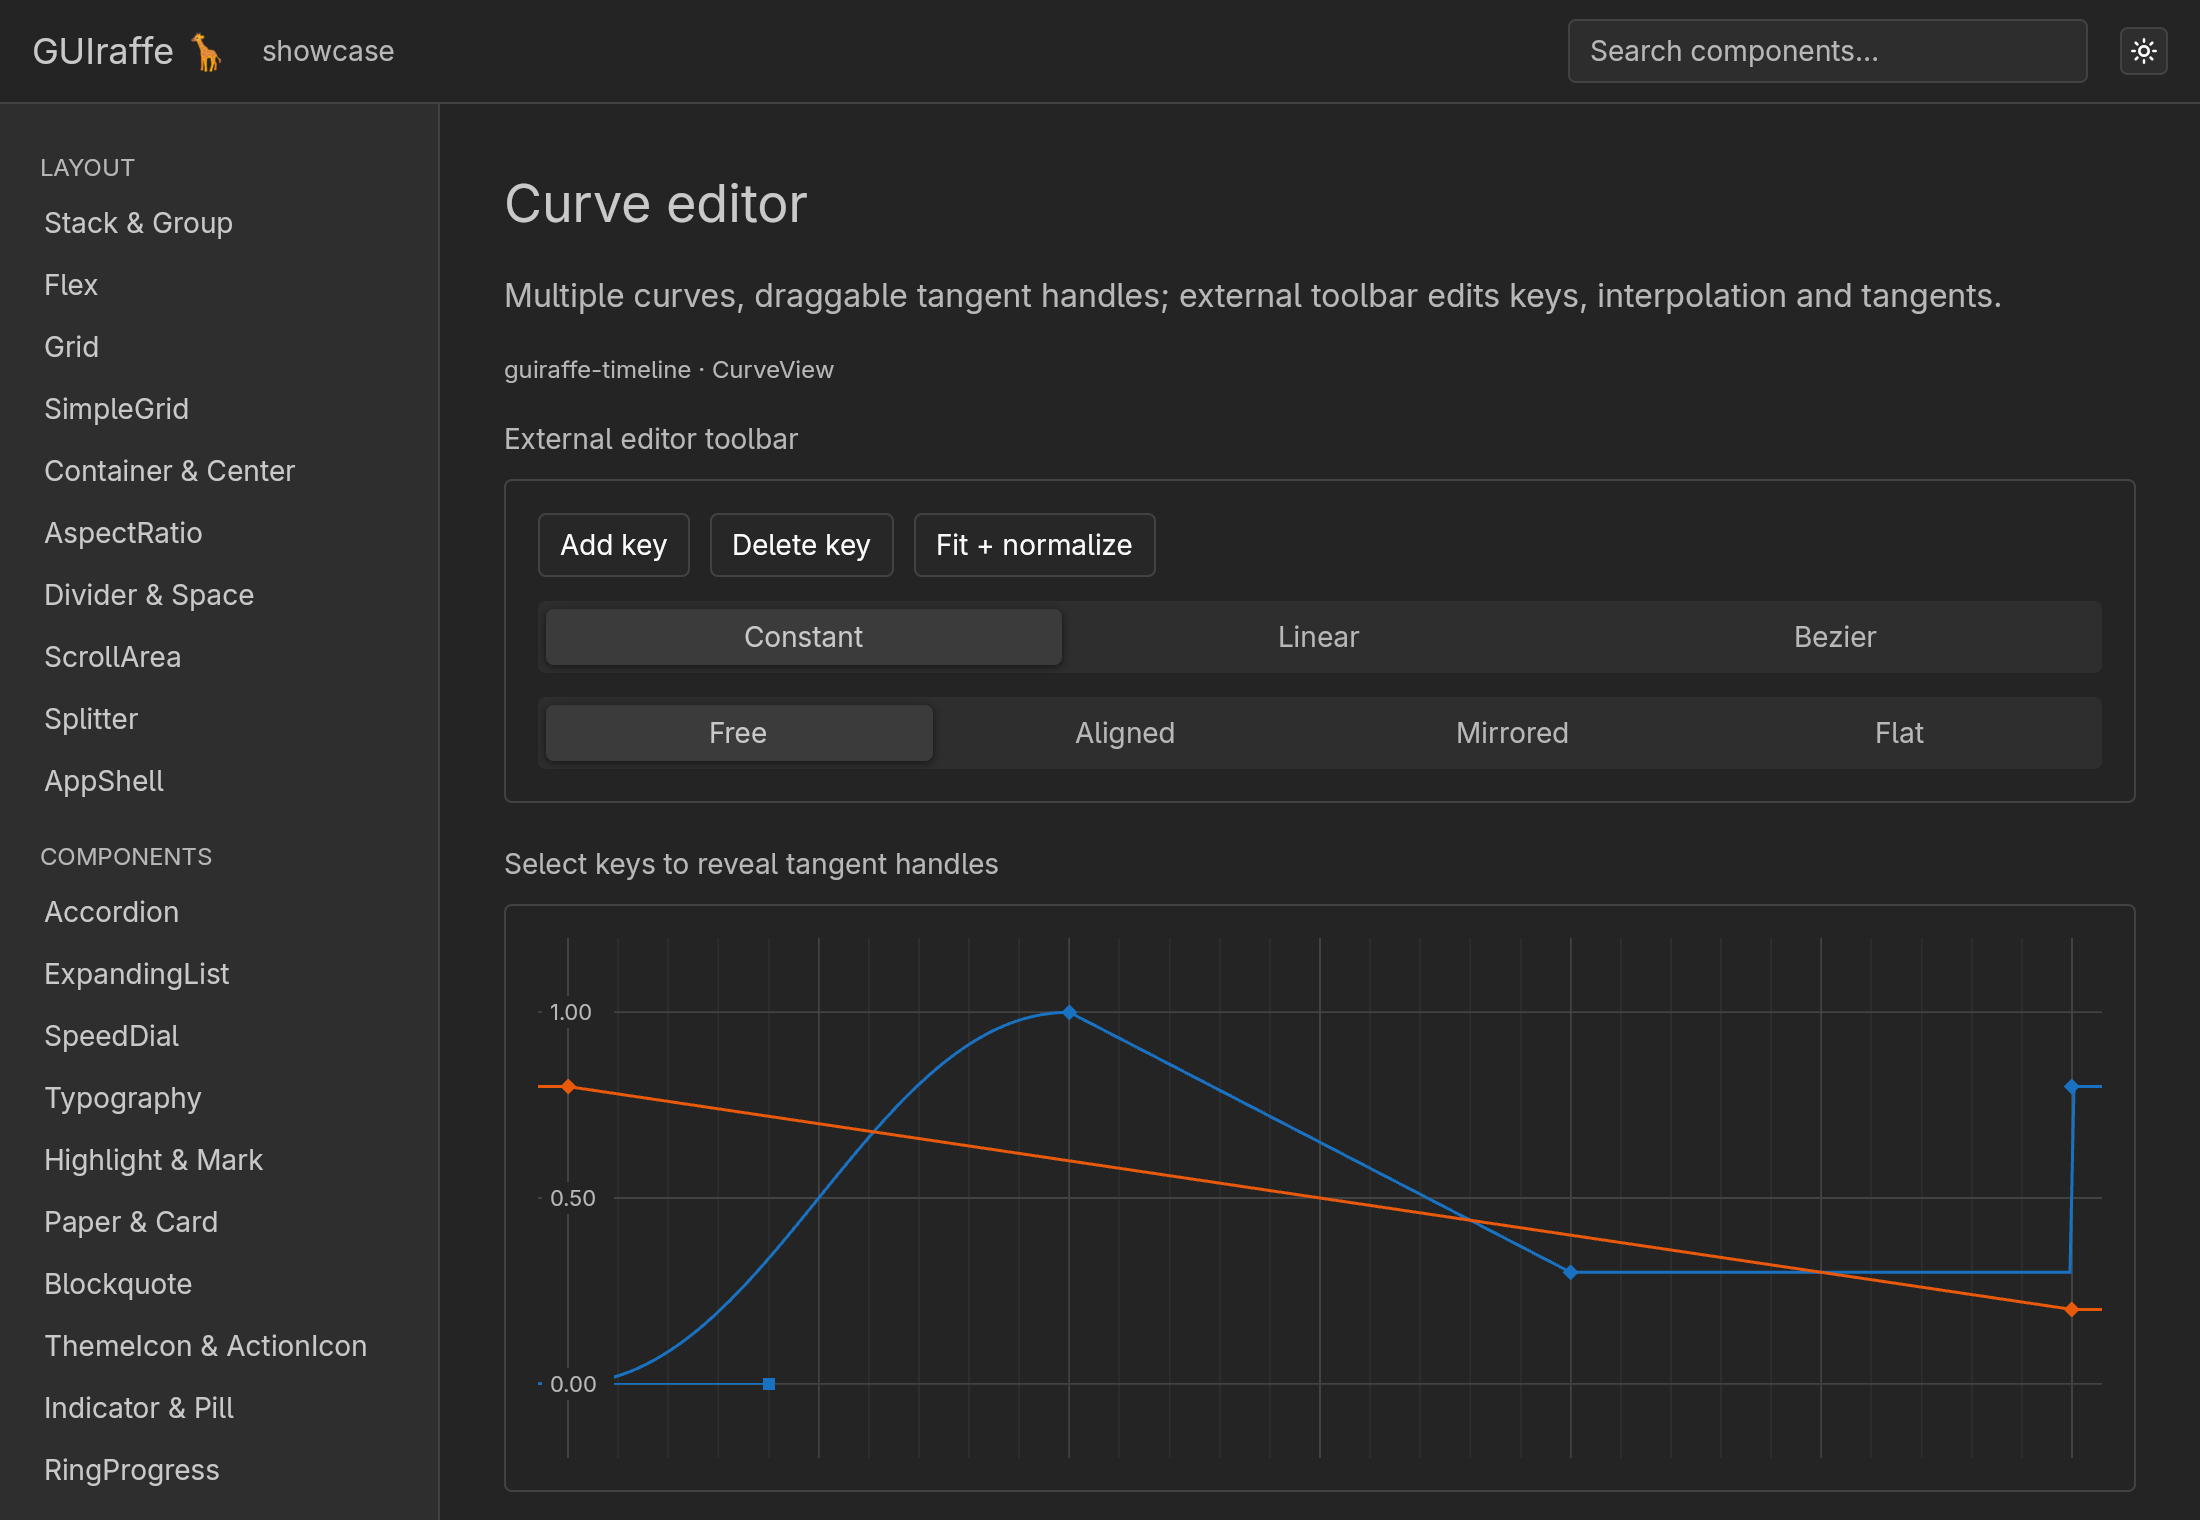 GUIraffe 🦒 showcase
Search components...
LAYOUT
Stack & Group
Flex
Grid
SimpleGrid
Container & Center
AspectRatio
Divider & Space
ScrollArea
Splitter
AppShell
COMPONENTS
Accordion
ExpandingList
SpeedDial
Typography
Highlight & Mark
Paper & Card
Blockquote
ThemeIcon & ActionIcon
Indicator & Pill
RingProgress
Curve editor
Multiple curves, draggable tangent handles; external toolbar edits keys, interpolation and tangents.
guiraffe-timeline · CurveView
External editor toolbar
Add key Delete key Fit + normalize
Constant Linear Bezier
Free Aligned Mirrored Flat
Select keys to reveal tangent handles
1.00
0.50
0.00